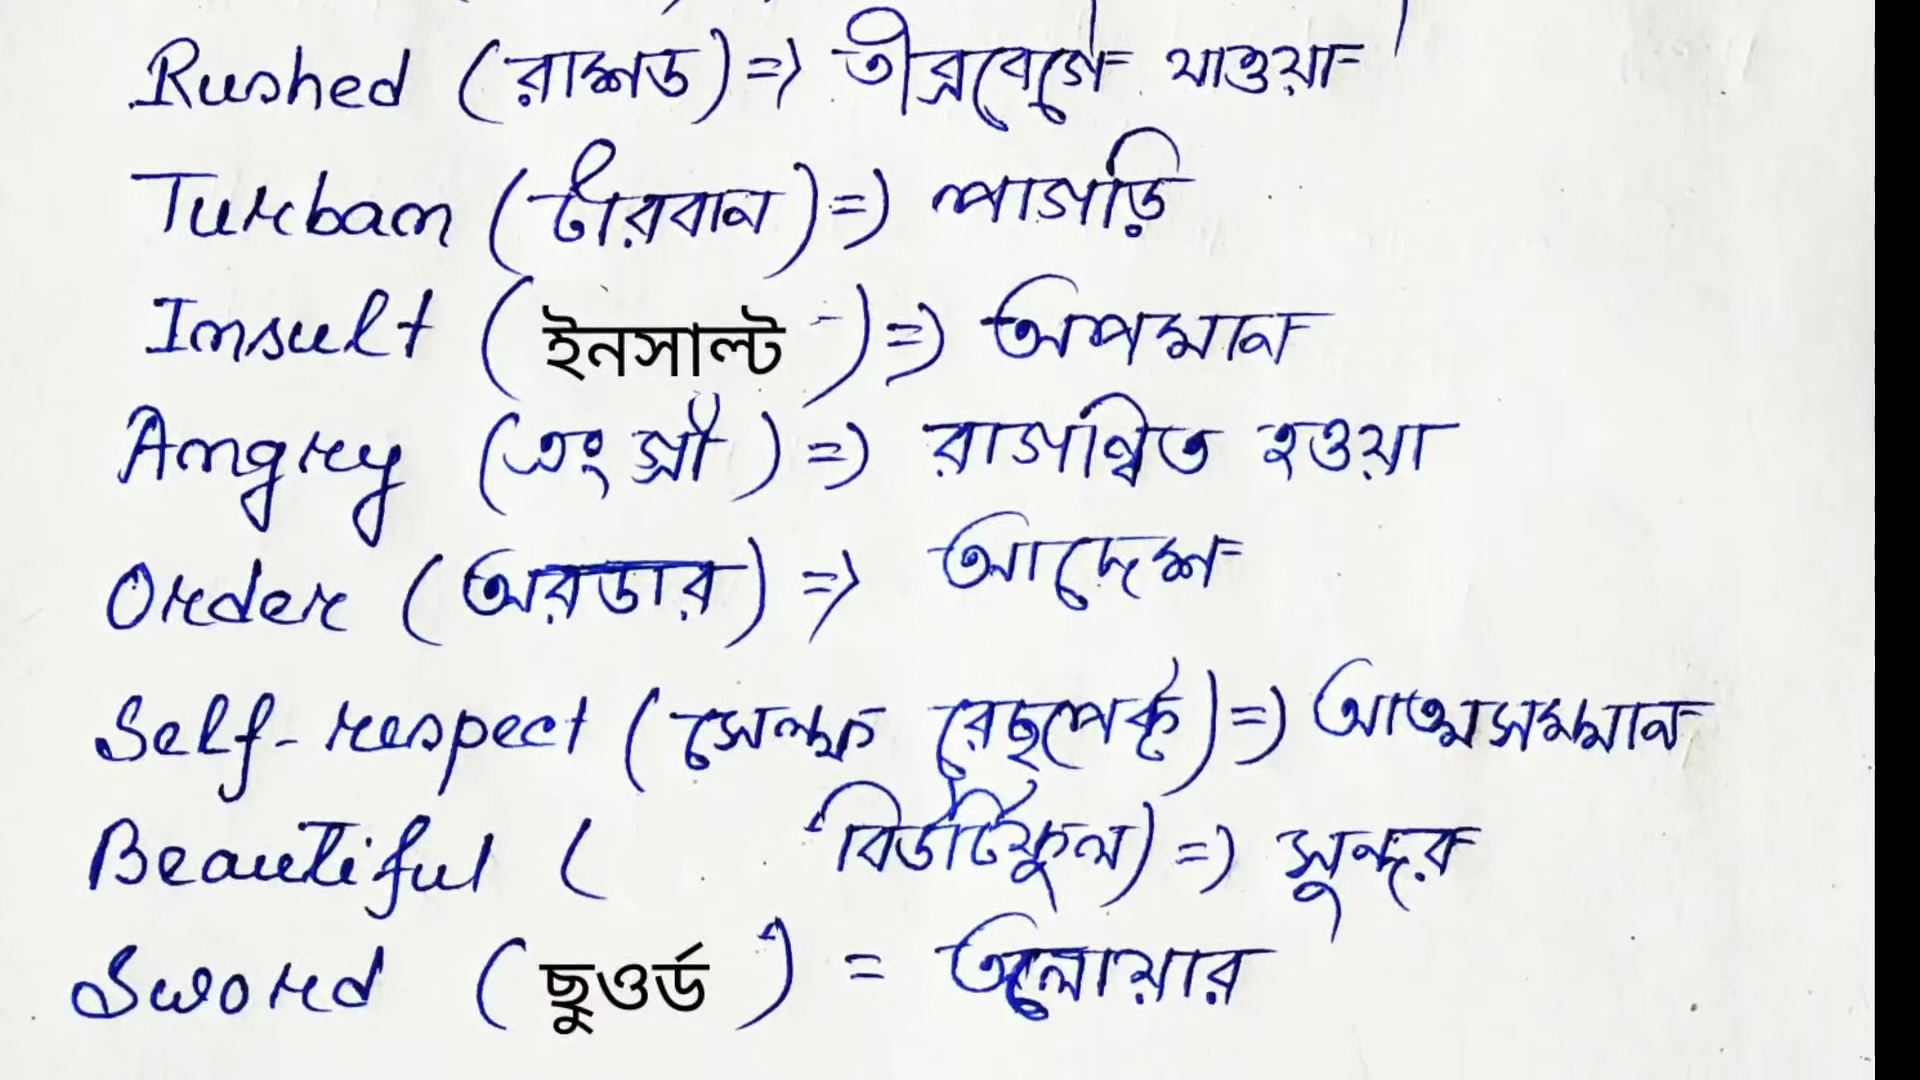 Rushed (রাশড) => তীব্রবেগে যাওয়া
Turban (টারবান) => পাগড়ি
Insult (ইনসাল্ট) => অপমান
Angry (এংগ্রী) => রাগান্বিত হওয়া
Order (অরডার) => আদেশ
Self-respect (সেল্ফ রেছপেক্ট) => আত্মসম্মান
Beautiful (বিউটিফুল) => সুন্দর
Sword (ছুওর্ড) = তলোয়ার